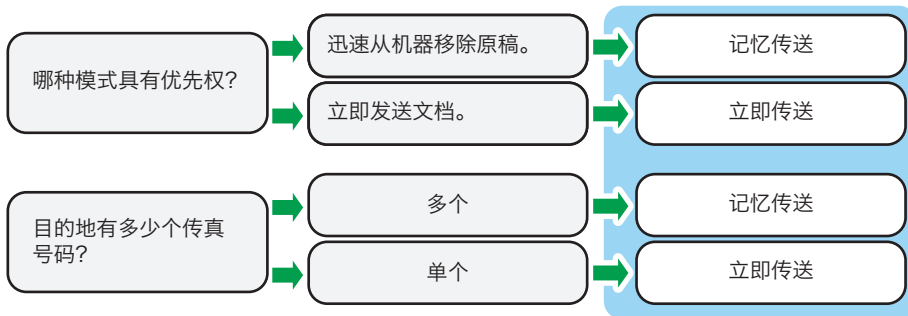 哪种模式具有优先权?
迅速从机器移除原稿。
记忆传送
立即发送文档。
立即传送
目的地有多少个传真
号码?
多个
记忆传送
单个
立即传送